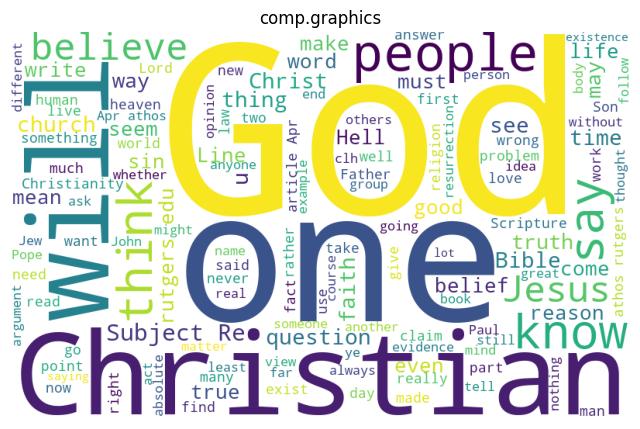 comp.graphics
answer
existence
believe
make
people
life
different
write
way
Lord
word
new
Christ
must
person
may
body
follow
human
live
heaven
thing
opinion
end
law
two
first
Son
church
Apr athos
seem
others
see
without
something
world
sin
Line
anyone
Hell
clh
well
religion
resurrection
wrong
problem
time
much
whether
u
article Apr
example
Father
group
idea
love
work
thought
Christianity
mean
ask
think
edu
rutgers
good
say
God
will
Jew
want
John
might
going
Scripture
Pope
need
name
said
never
real
rather
fact
take
use
course
faith
give
lot
belief
book
truth
Bible
come
great
athos rutgers
argument
read
one
Jesus
reason
Subject Re
question
someone
another
claim
evidence
Paul
still
know
go
point
now
saying
matter
act
absolute
least
many
view
far
ye
always
even
really
mind
part
tell
right
true
find
exist
day
made
nothing
man
Christian